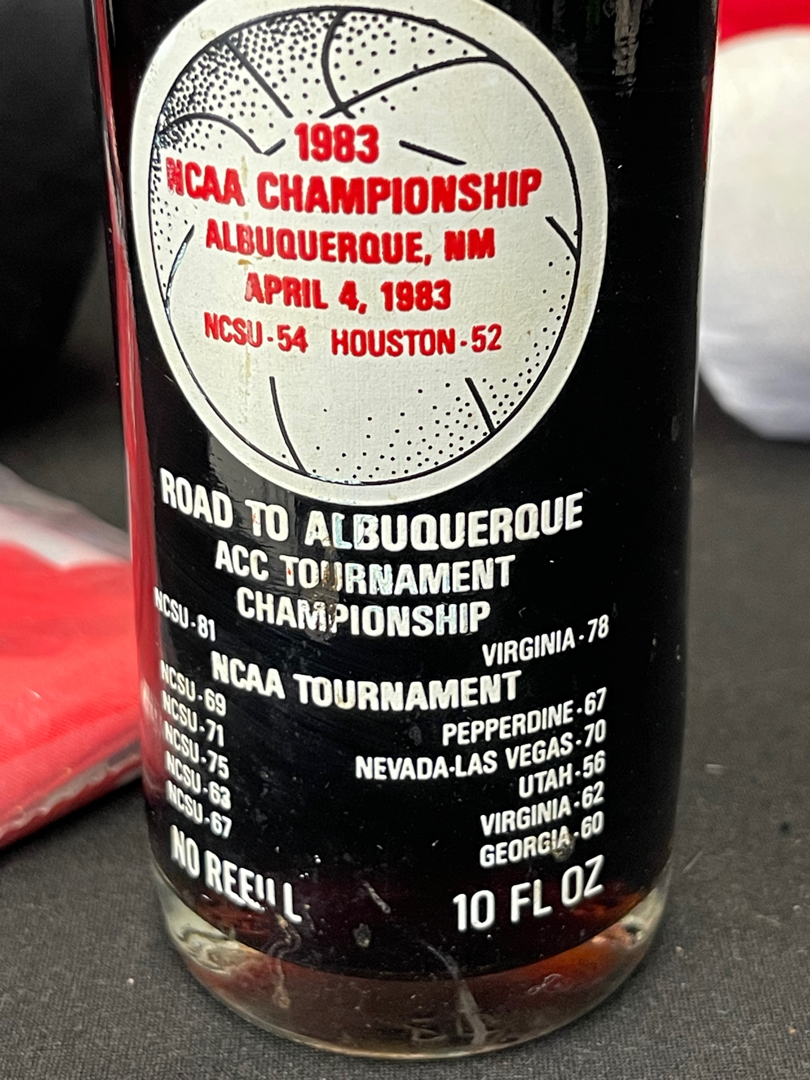 1983
NCAA CHAMPIONSHIP
ALBUQUERQUE, NM
APRIL 4, 1983
NCSU-54 HOUSTON-52
ROAD TO ALBUQUERQUE
ACC TOURNAMENT
CHAMPIONSHIP
NCSU-81 VIRGINIA-78
NCAA TOURNAMENT
NCSU-69 PEPPERDINE-67
NCSU-71 NEVADA-LAS VEGAS-70
NCSU-75 UTAH-56
NCSU-63 VIRGINIA-62
NCSU-67 GEORGIA-60
NO REFILL 10 FL OZ